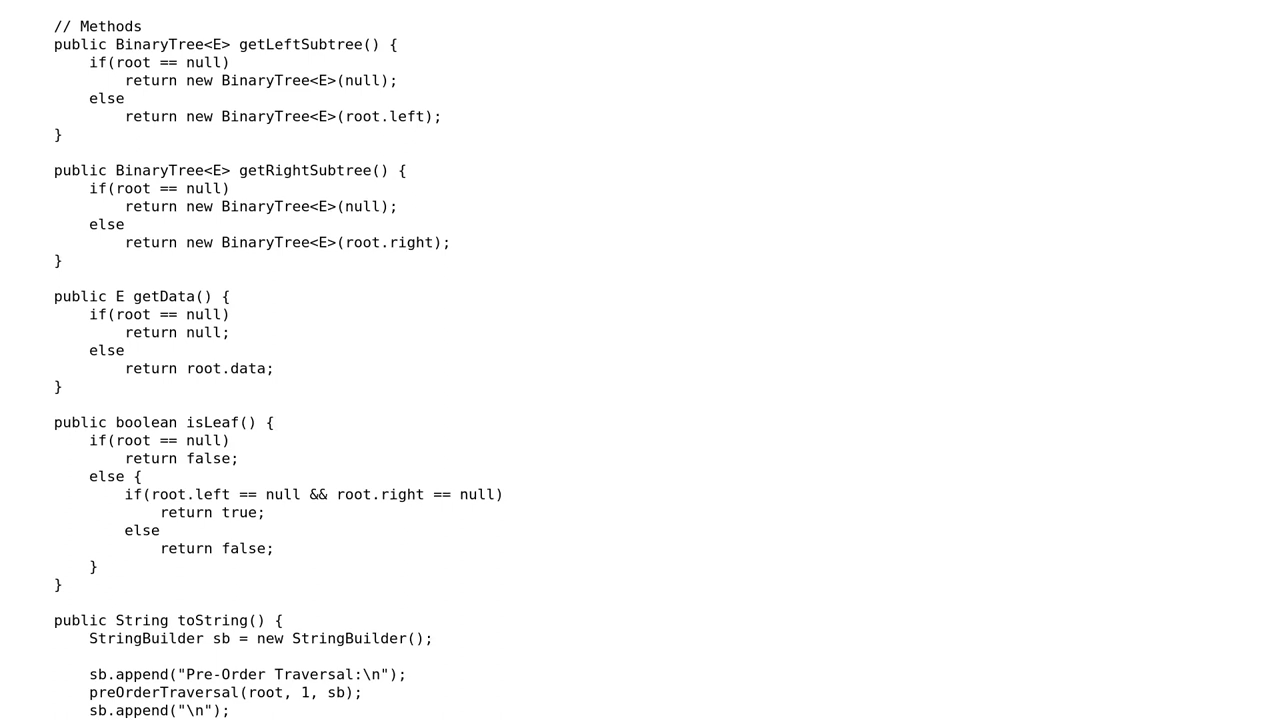 // Methods
public BinaryTree<E> getLeftSubtree() {
    if(root == null)
        return new BinaryTree<E>(null);
    else
        return new BinaryTree<E>(root.left);
}

public BinaryTree<E> getRightSubtree() {
    if(root == null)
        return new BinaryTree<E>(null);
    else
        return new BinaryTree<E>(root.right);
}

public E getData() {
    if(root == null)
        return null;
    else
        return root.data;
}

public boolean isLeaf() {
    if(root == null)
        return false;
    else {
        if(root.left == null && root.right == null)
            return true;
        else
            return false;
    }
}

public String toString() {
    StringBuilder sb = new StringBuilder();

    sb.append("Pre-Order Traversal:\n");
    preOrderTraversal(root, 1, sb);
    sb.append("\n");